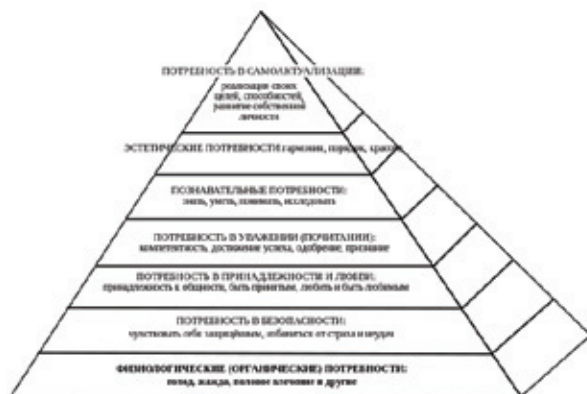 ПОТРЕБНОСТЬ В САМОАКТУАЛИЗАЦИИ:
реализация своих
целей, способностей,
развитие собственной
личности
ЭСТЕТИЧЕСКИЕ ПОТРЕБНОСТИ: гармония, порядок, красота
ПОЗНАВАТЕЛЬНЫЕ ПОТРЕБНОСТИ:
знать, уметь, понимать, исследовать
ПОТРЕБНОСТЬ В УВАЖЕНИИ (ПОЧИТАНИИ):
компетентность, достижение успеха, одобрение, признание
ПОТРЕБНОСТЬ В ПРИНАДЛЕЖНОСТИ И ЛЮБВИ:
принадлежность к общности, быть принятым, любить и быть любимым
ПОТРЕБНОСТЬ В БЕЗОПАСНОСТИ:
чувствовать себя защищённым, избавиться от страха и неудач
ФИЗИОЛОГИЧЕСКИЕ (ОРГАНИЧЕСКИЕ) ПОТРЕБНОСТИ:
голод, жажда, половое влечение и другие